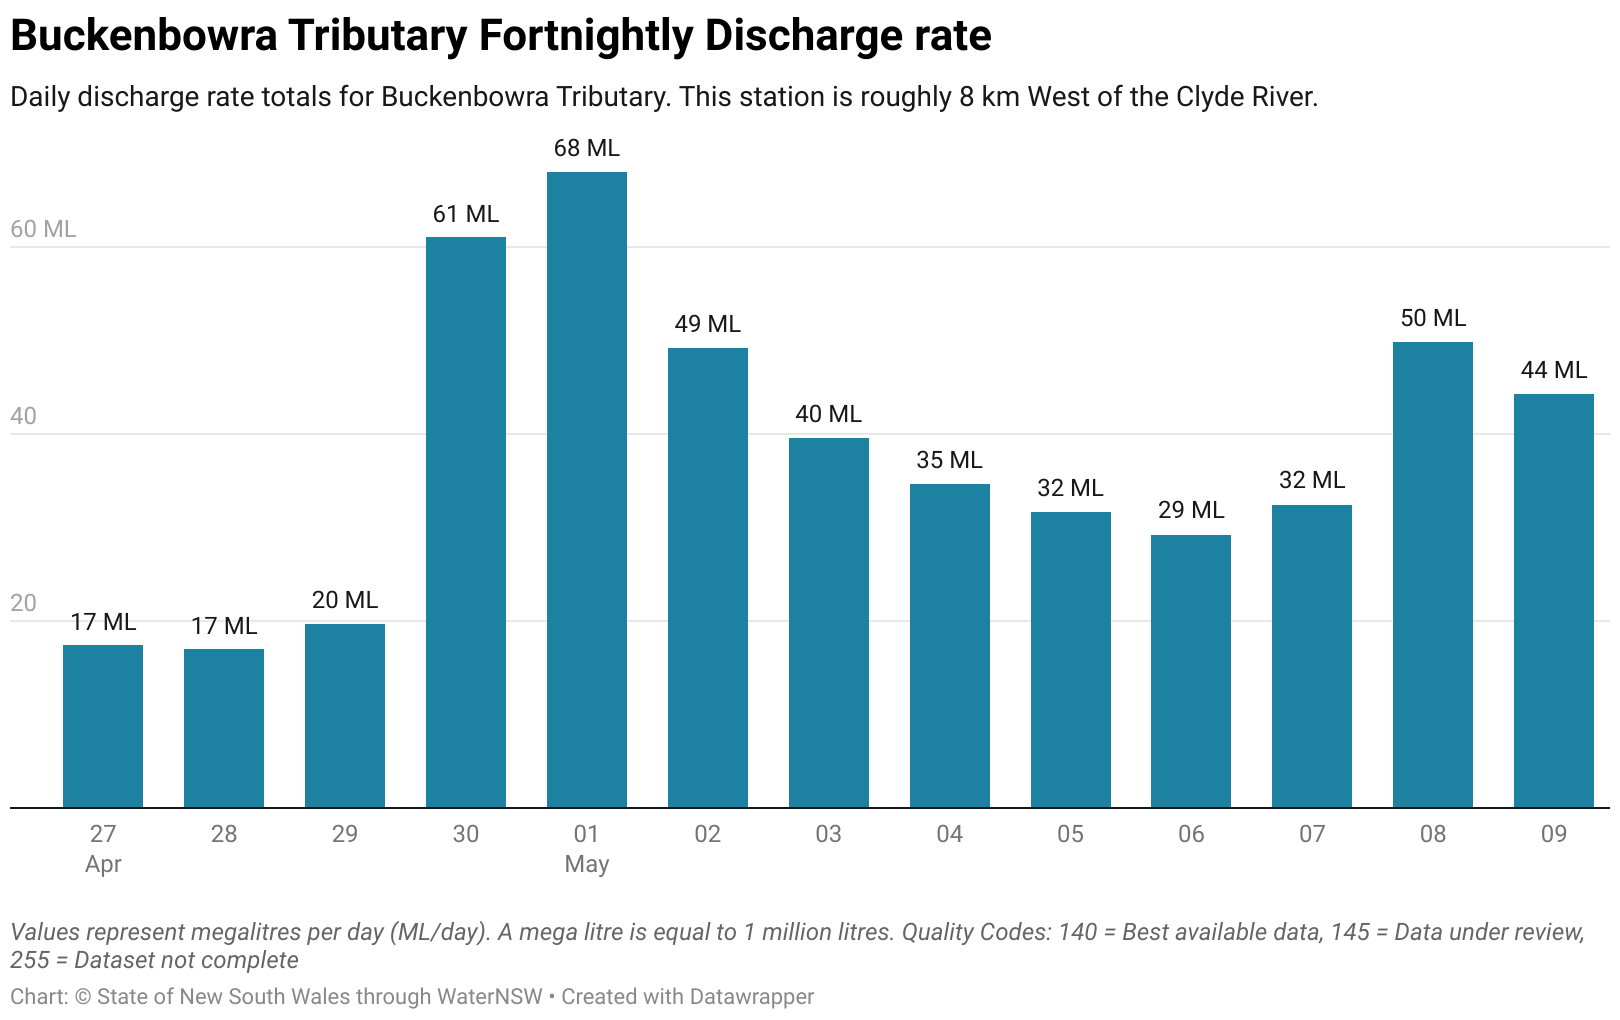 Buckenbowra Tributary Fortnightly Discharge rate
Daily discharge rate totals for Buckenbowra Tributary. This station is roughly 8 km West of the Clyde River.
68 ML
61 ML
60 ML
50 ML
49 ML
44 ML
40 ML
40
35 ML
32 ML
32 ML
29 ML
20 ML
20
17 ML
17 ML
27 28 29 30 01 02 03 04 05 06 07 08 09
Apr May
Values represent megalitres per day (ML/day). A mega litre is equal to 1 million litres. Quality Codes: 140 = Best available data, 145 = Data under review,
255 = Dataset not complete
Chart: © State of New South Wales through WaterNSW • Created with Datawrapper